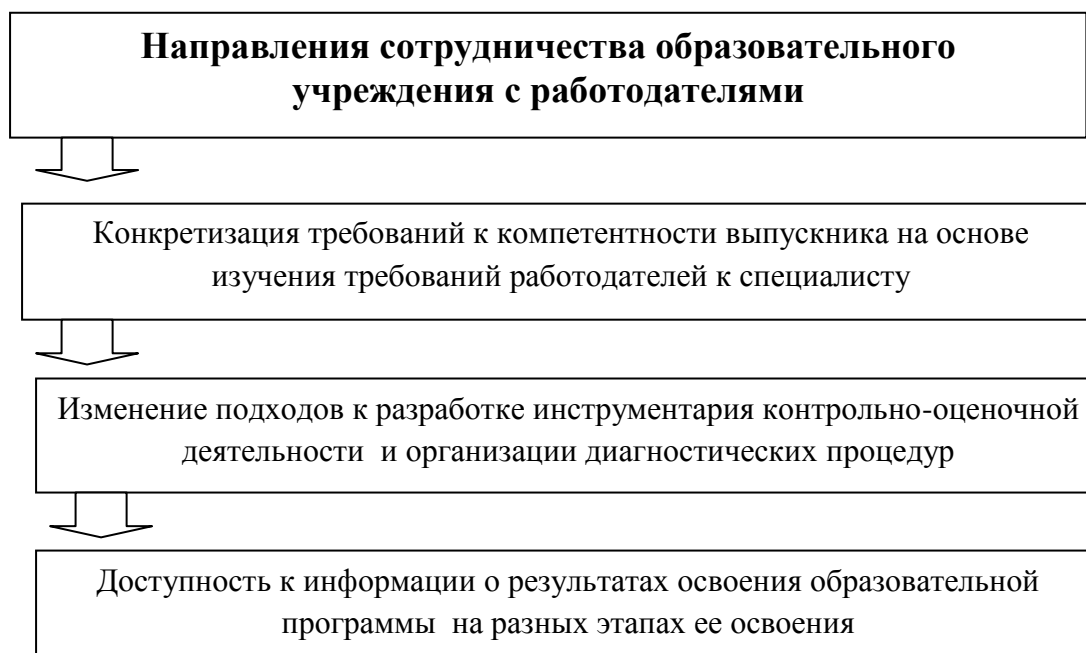 Направления сотрудничества образовательного
учреждения с работодателями
Конкретизация требований к компетентности выпускника на основе
изучения требований работодателей к специалисту
Изменение подходов к разработке инструментария контрольно-оценочной
деятельности и организации диагностических процедур
Доступность к информации о результатах освоения образовательной
программы на разных этапах ее освоения